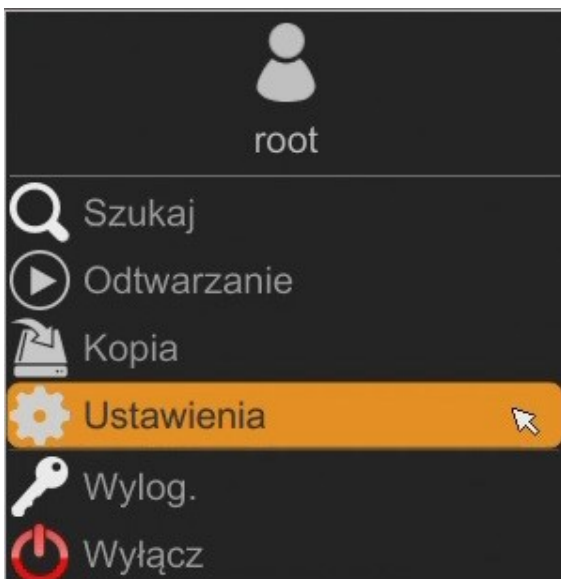 root
Szukaj
Odtwarzanie
Kopia
Ustawienia
Wylog.
Wyłącz